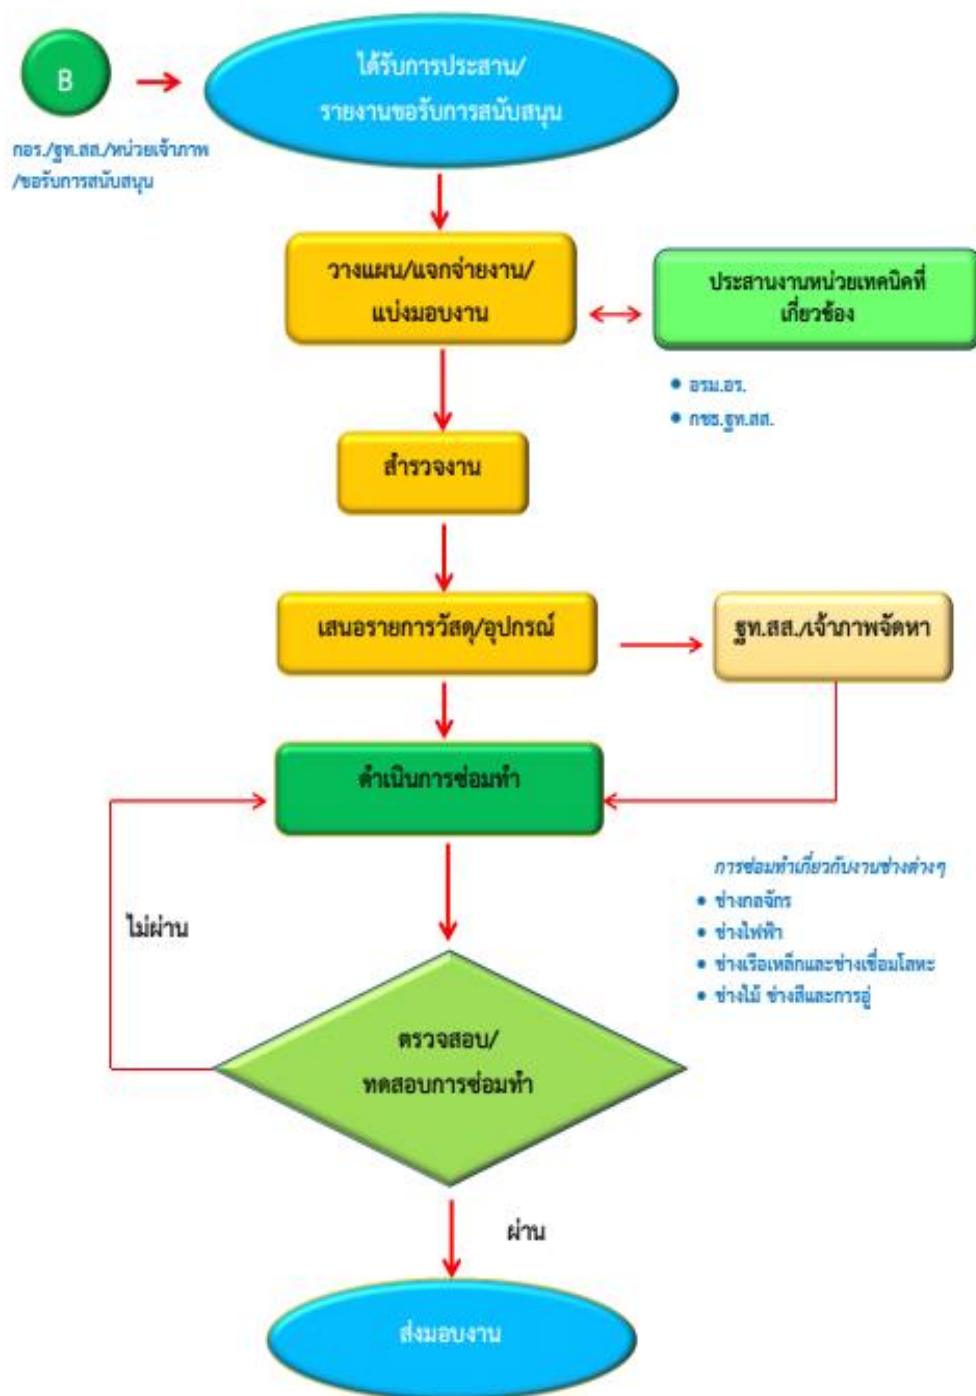 B
ได้รับการประสาน/
รายงานขอรับการสนับสนุน
กอร./ฐท.สส./หน่วยเจ้าภาพ
/ขอรับการสนับสนุน
วางแผน/แจกจ่ายงาน/
แบ่งมอบงาน
ประสานงานหน่วยเทคนิคที่
เกี่ยวข้อง
• อรม.อร.
• กชธ.ฐท.สส.
สำรวจงาน
เสนอรายการวัสดุ/อุปกรณ์
ฐท.สส./เจ้าภาพจัดหา
ดำเนินการซ่อมทำ
การซ่อมทำเกี่ยวกับงานช่างต่างๆ
• ช่างกลจักร
• ช่างไฟฟ้า
• ช่างเรือเหล็กและช่างเชื่อมโลหะ
• ช่างไม้ ช่างสีและการอู่
ไม่ผ่าน
ตรวจสอบ/
ทดสอบการซ่อมทำ
ผ่าน
ส่งมอบงาน